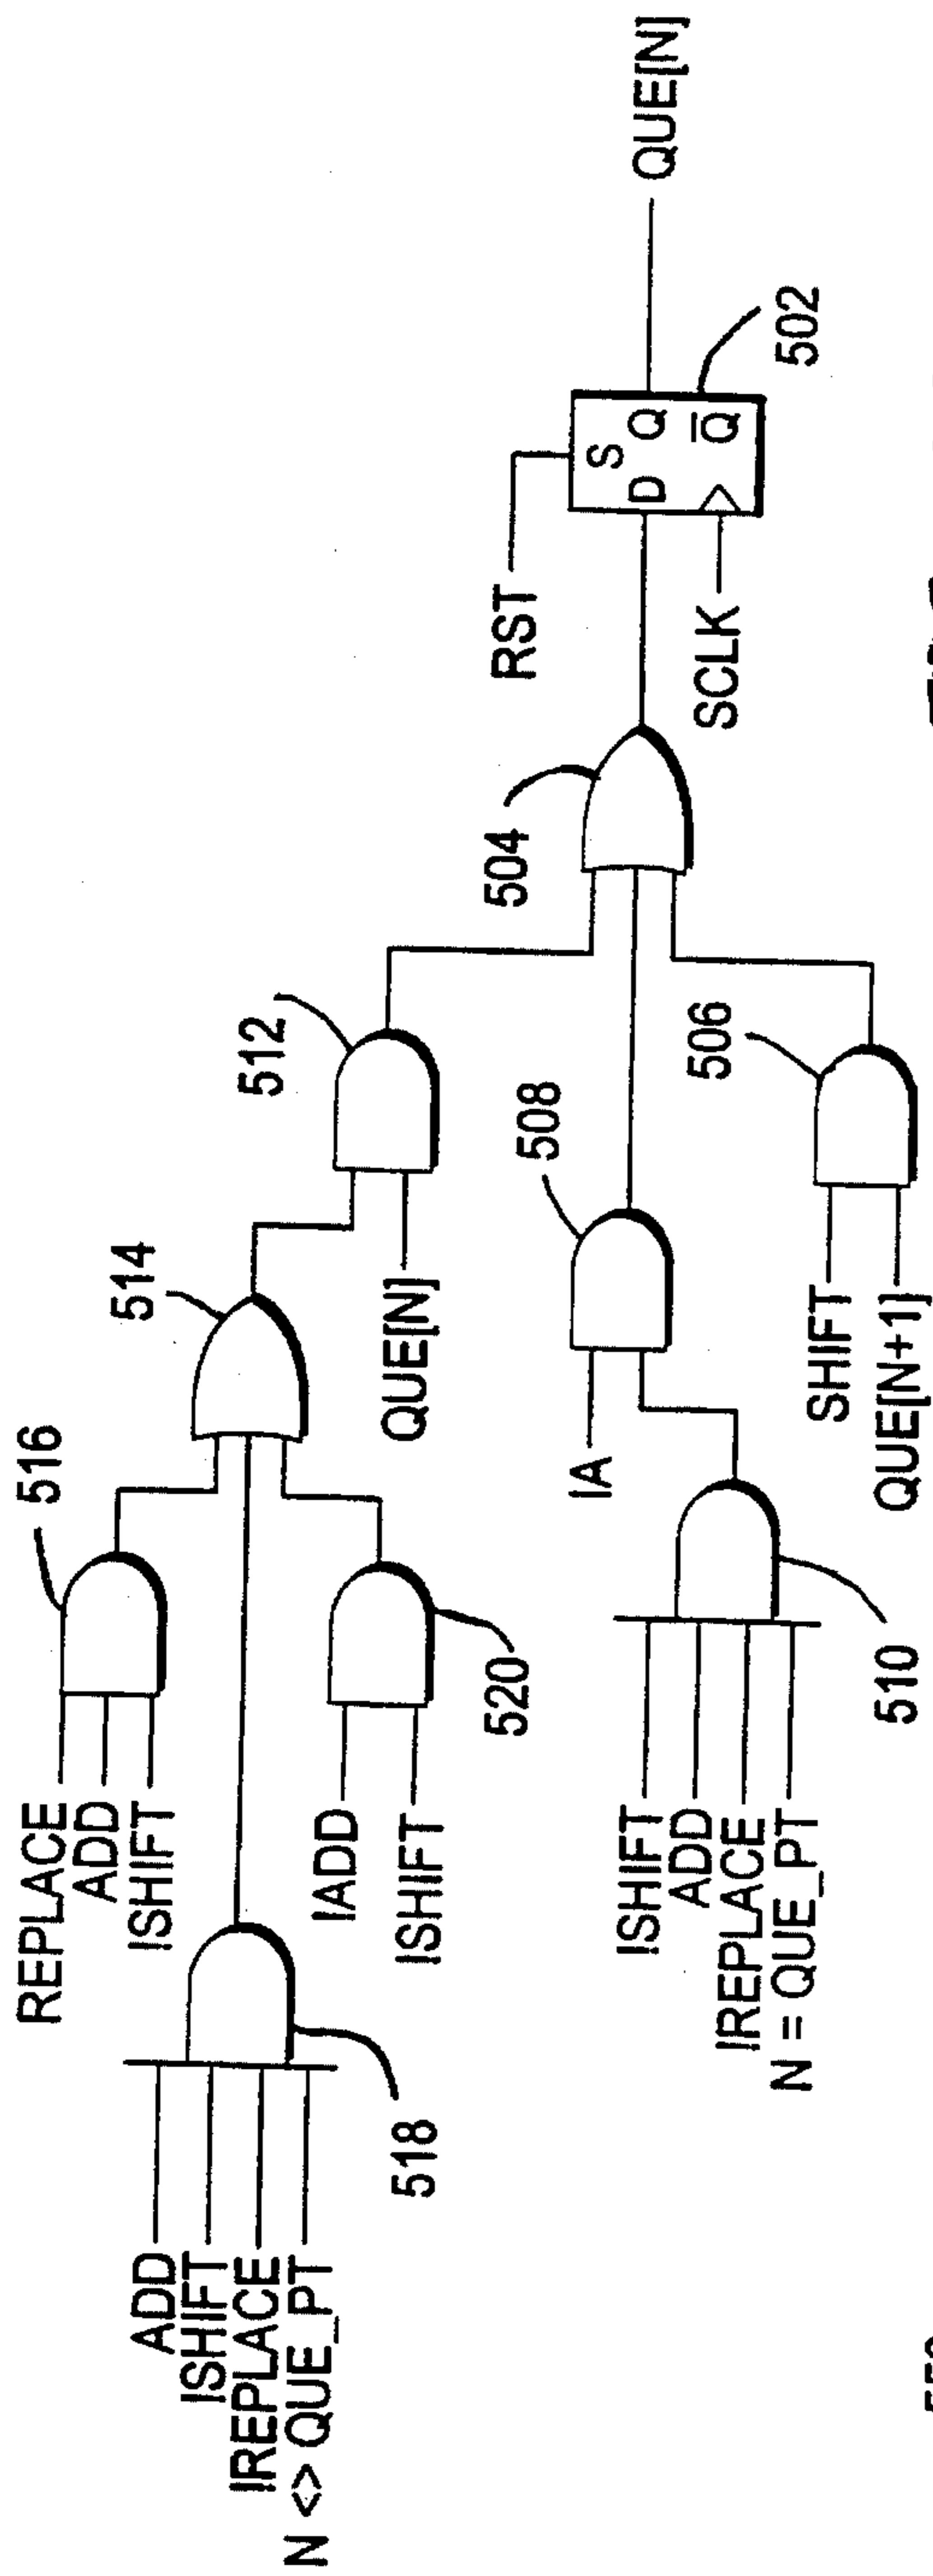 516
REPLACE
ADD
ISHIFT
514
512
ADD
ISHIFT
IREPLACE
N <> QUE_PT
518
IADD
ISHIFT
520
QUE[N]
504
RST
S
D
Q
Q̅
QUE[N]
SCLK
502
508
IA
506
ISHIFT
ADD
IREPLACE
N = QUE_PT
510
SHIFT
QUE[N+1]